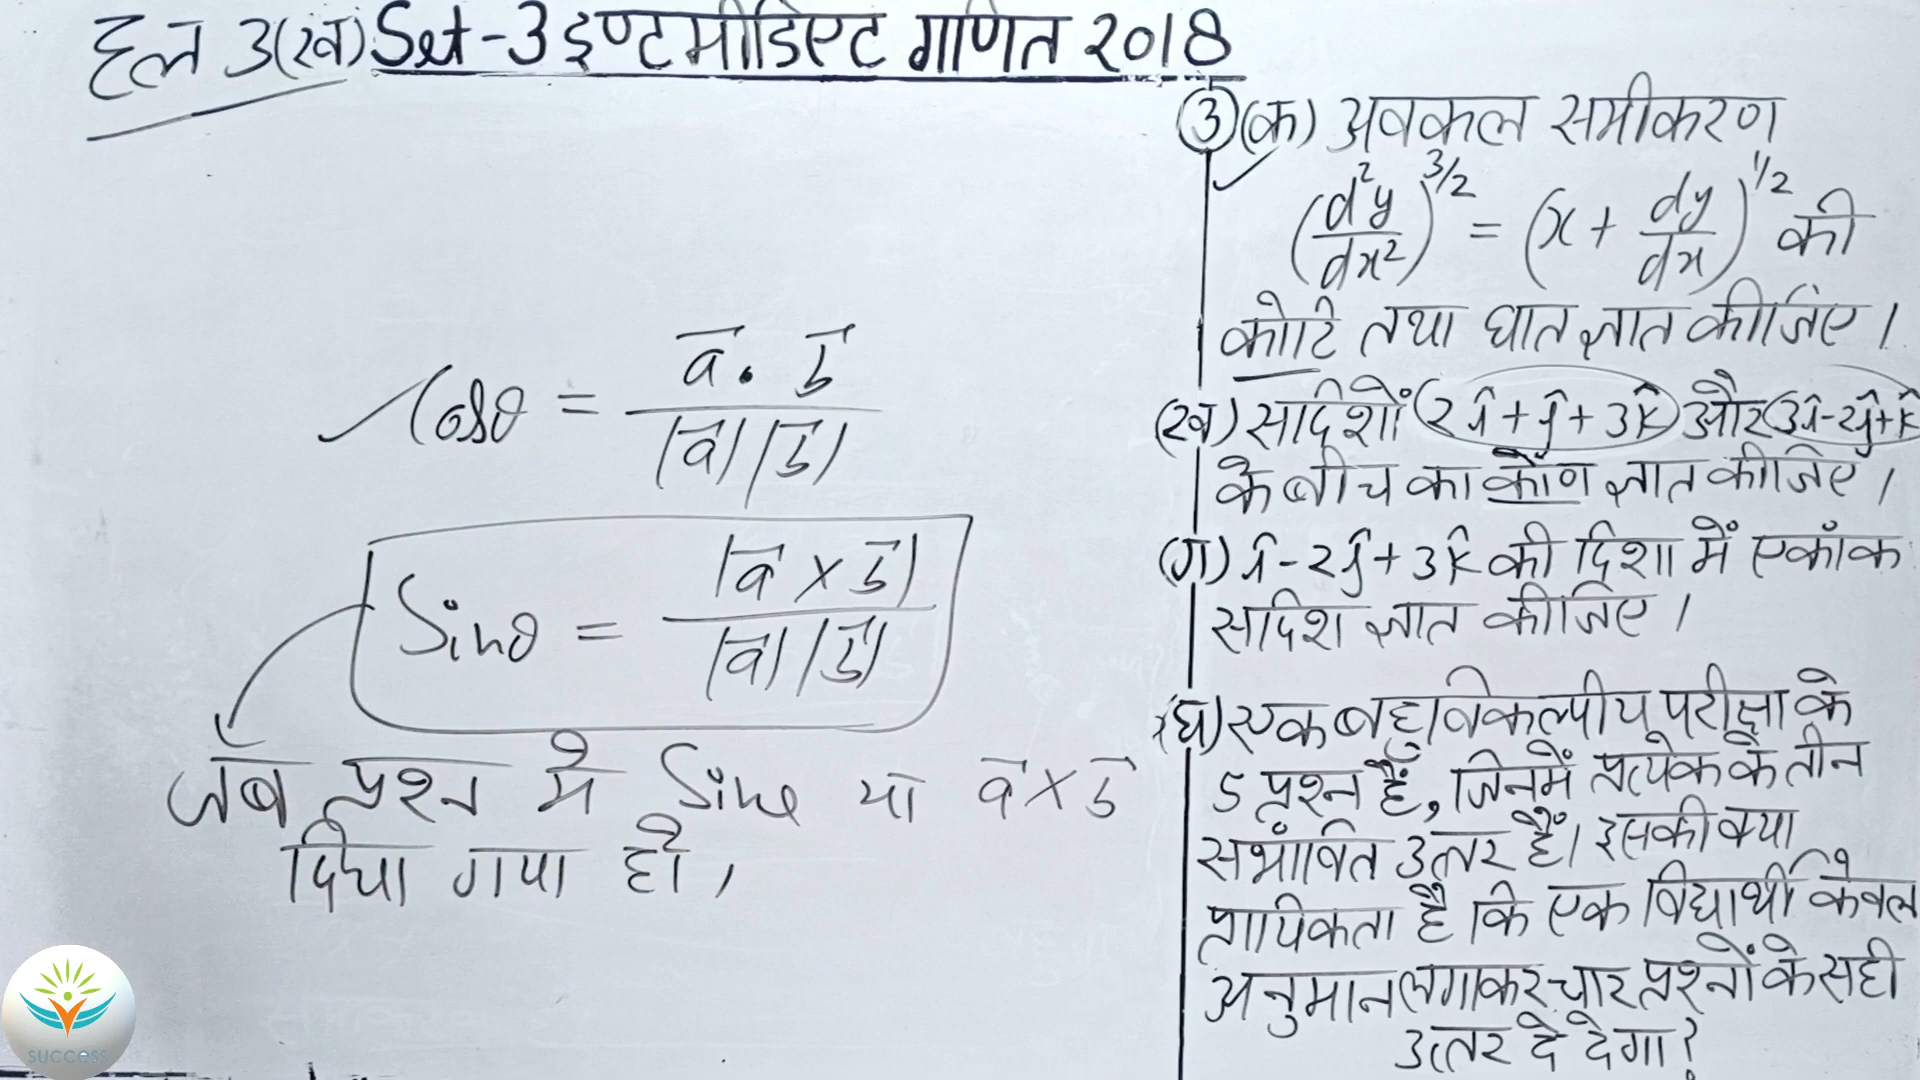 हल 3(ख) Set-3 इण्टरमीडिएट गणित 2018
Cosθ = a⃗ . b⃗ / |a⃗| |b⃗|
Sinθ = |a⃗ × b⃗| / |a⃗| |b⃗|
जब प्रश्न में Sinθ या a⃗ × b⃗
दिया गया हो,
③(क) अवकल समीकरण
(d²y/dx²)^3/2 = (x + dy/dx)^1/2 की
कोटि तथा घात ज्ञात कीजिए।
(ख) सदिशों (2î + ĵ + 3k̂) और (3î - 2ĵ + k̂)
के बीच का कोण ज्ञात कीजिए।
(ग) î - 2ĵ + 3k̂ की दिशा में एकांक
सदिश ज्ञात कीजिए।
(घ) एक बहुविकल्पीय परीक्षा के
5 प्रश्न हैं, जिनमें प्रत्येक के तीन
सभांवित उत्तर हैं। इसकी क्या
प्रायिकता है कि एक विद्यार्थी केवल
अनुमान लगाकर चार प्रश्नों के सही
उत्तर दे देगा?
success